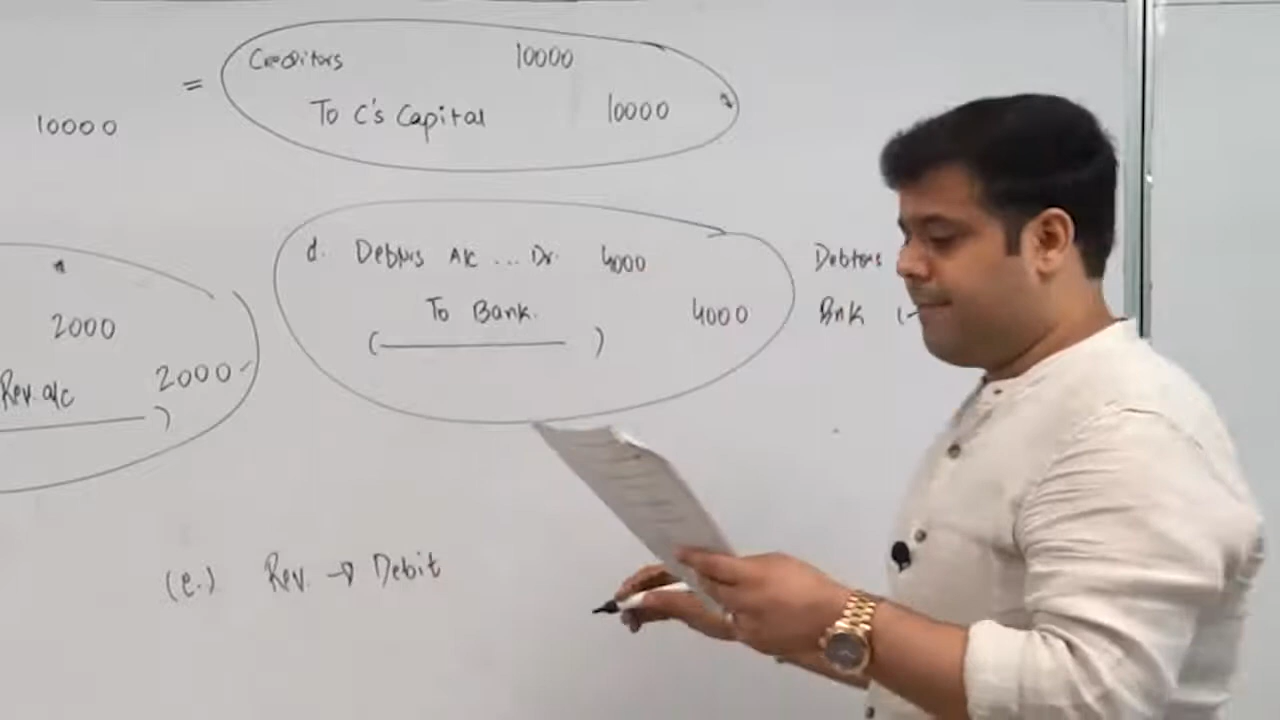 Creditors 10000
= To C's Capital 10000
10000
2000
Rev. a/c 2000
)
d. Debtors A/c ... Dr. 4000
To Bank. 4000
( )
Debtors
Bnk (-
(e.) Rev. → Debit